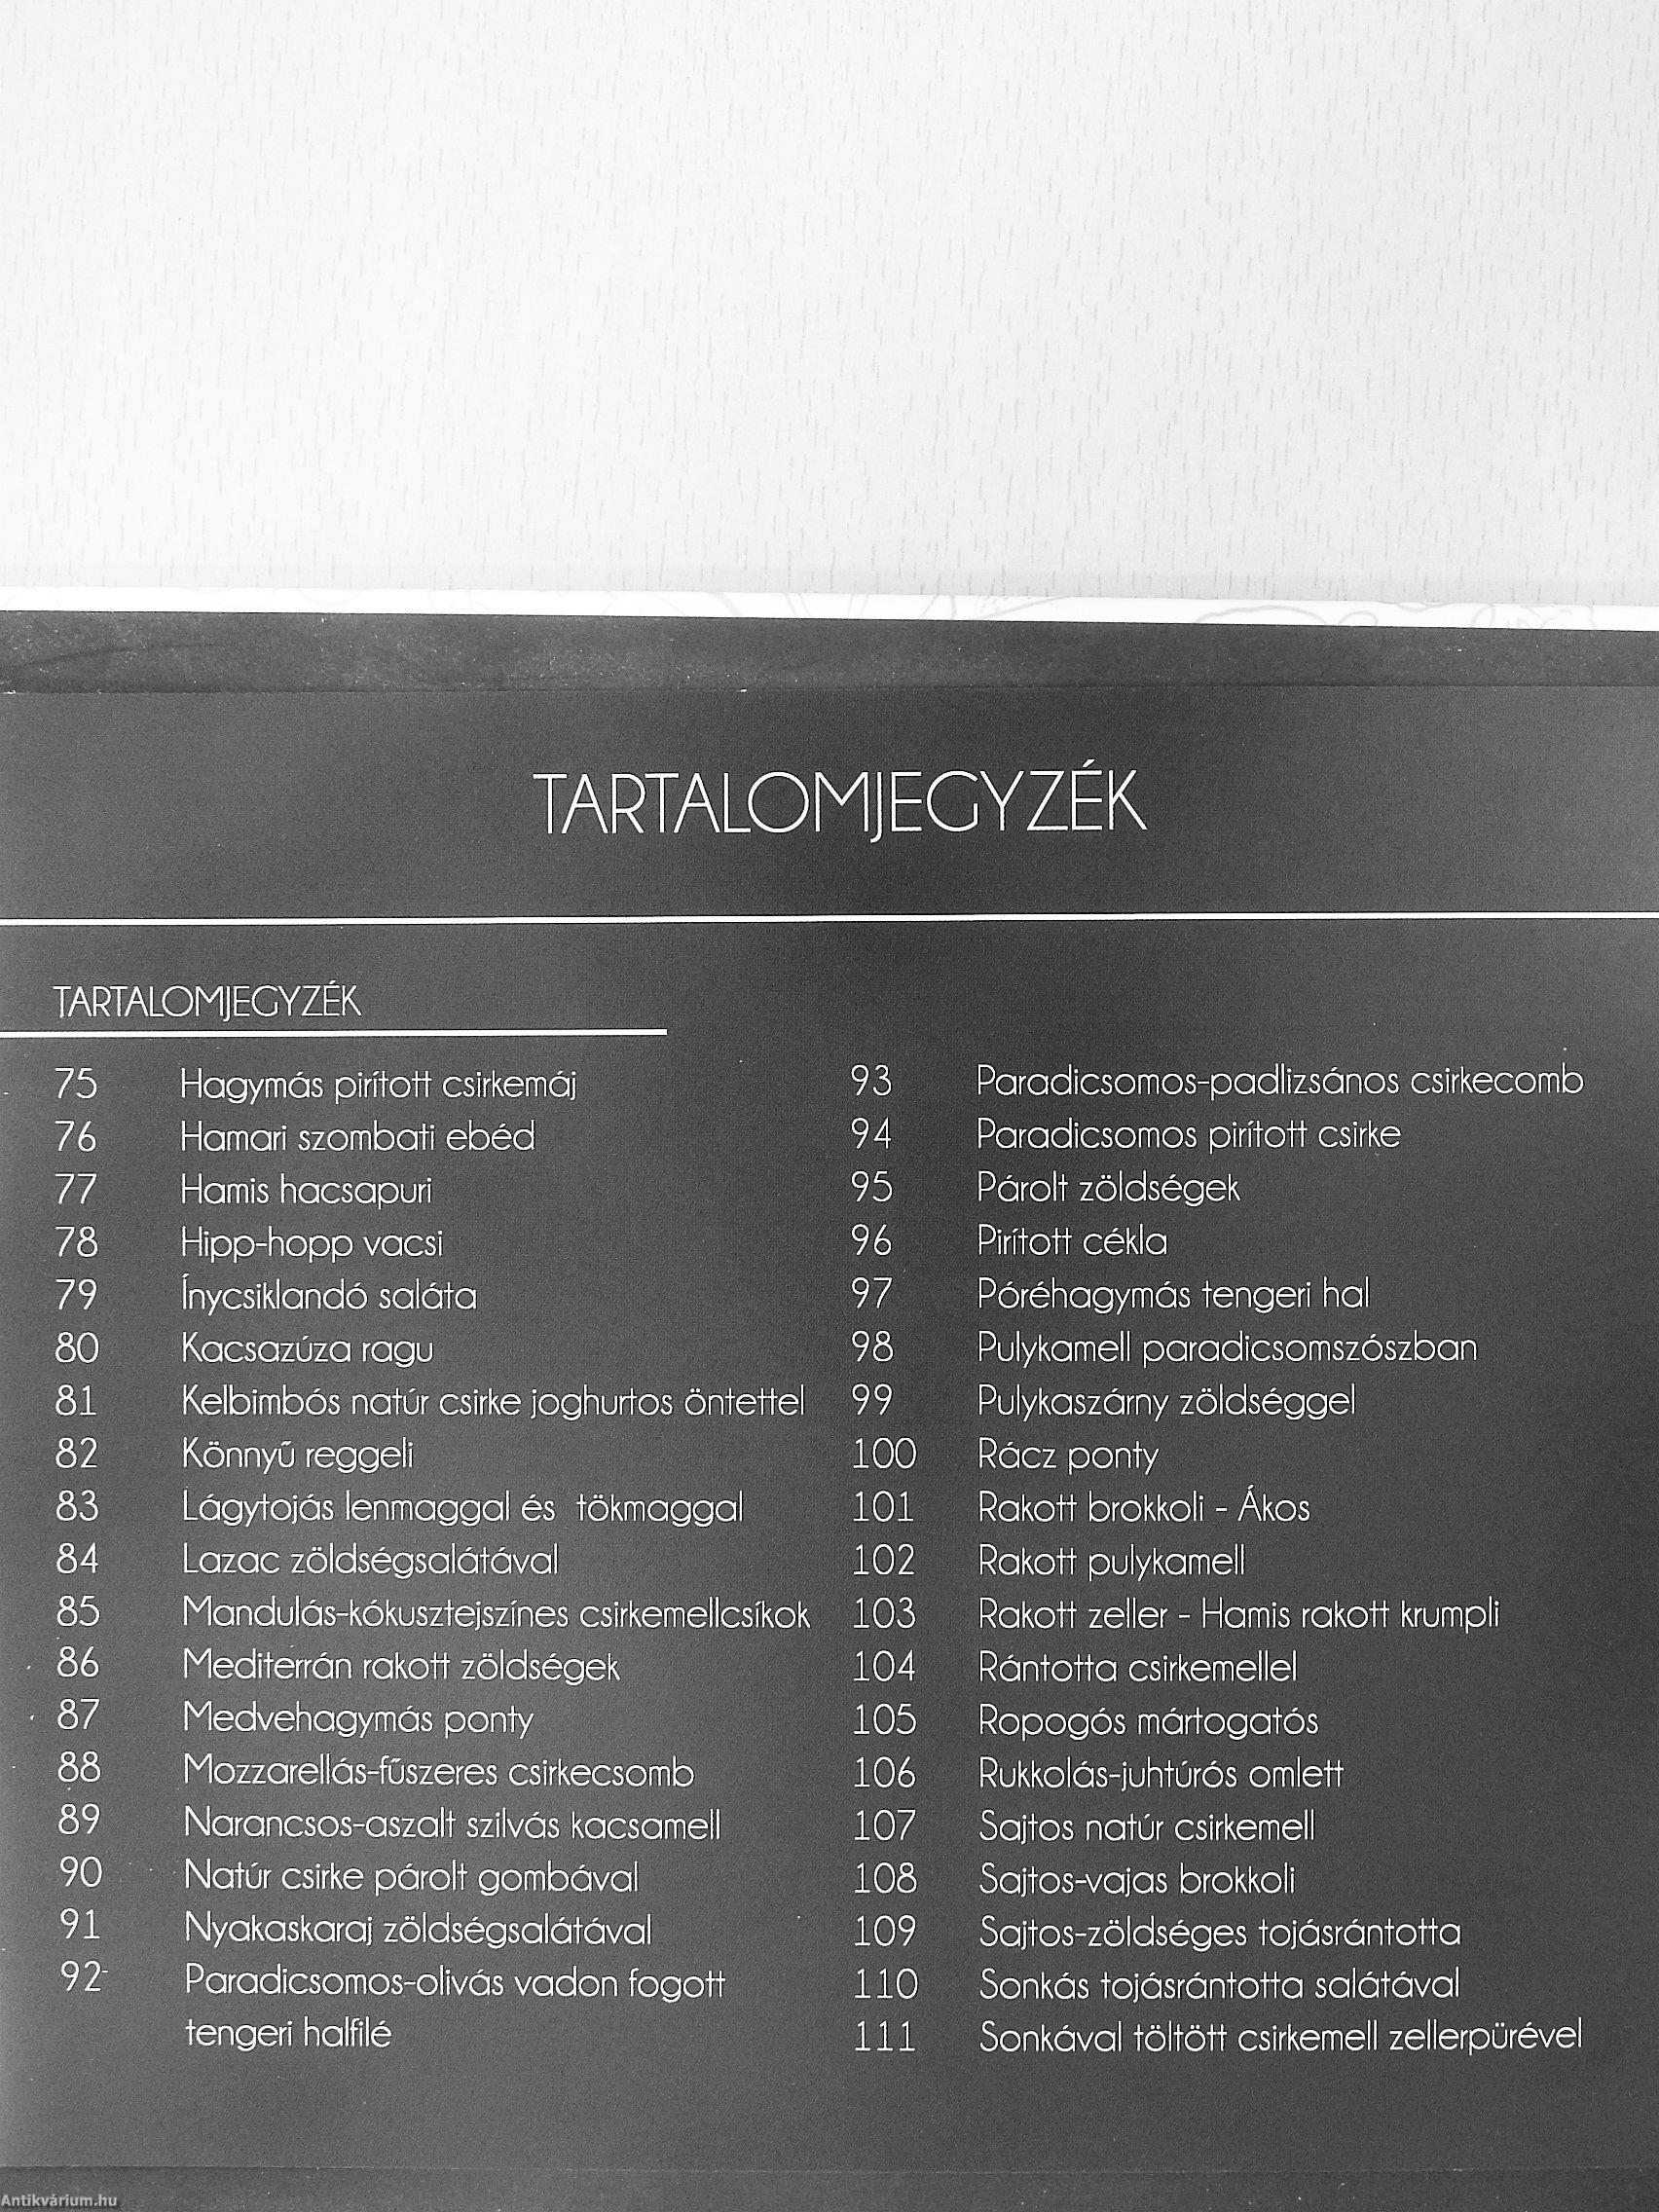 TARTALOMJEGYZÉK
TARTALOMJEGYZÉK
75 Hagymás pirított csirkemáj
76 Hamari szombati ebéd
77 Hamis hacsapuri
78 Hipp-hopp vacsi
79 Ínycsiklandó saláta
80 Kacsazúza ragu
81 Kelbimbós natúr csirke joghurtos öntettel
82 Könnyű reggeli
83 Lágytojás lenmaggal és tökmaggal
84 Lazac zöldségsalátával
85 Mandulás-kókusztejszínes csirkemellcsíkok
86 Mediterrán rakott zöldségek
87 Medvehagymás ponty
88 Mozzarellás-fűszeres csirkecsomb
89 Narancsos-aszalt szilvás kacsamell
90 Natúr csirke párolt gombával
91 Nyakaskaraj zöldségsalátával
92 Paradicsomos-olivás vadon fogott
tengeri halfilé
93 Paradicsomos-padlizsános csirkecomb
94 Paradicsomos pirított csirke
95 Párolt zöldségek
96 Pirított cékla
97 Póréhagymás tengeri hal
98 Pulykamell paradicsomszószban
99 Pulykaszárny zöldséggel
100 Rácz ponty
101 Rakott brokkoli - Ákos
102 Rakott pulykamell
103 Rakott zeller - Hamis rakott krumpli
104 Rántotta csirkemellel
105 Ropogós mártogatós
106 Rukkolás-juhtúrós omlett
107 Sajtos natúr csirkemell
108 Sajtos-vajas brokkoli
109 Sajtos-zöldséges tojásrántotta
110 Sonkás tojásrántotta salátával
111 Sonkával töltött csirkemell zellerpürével
Antikvárium.hu